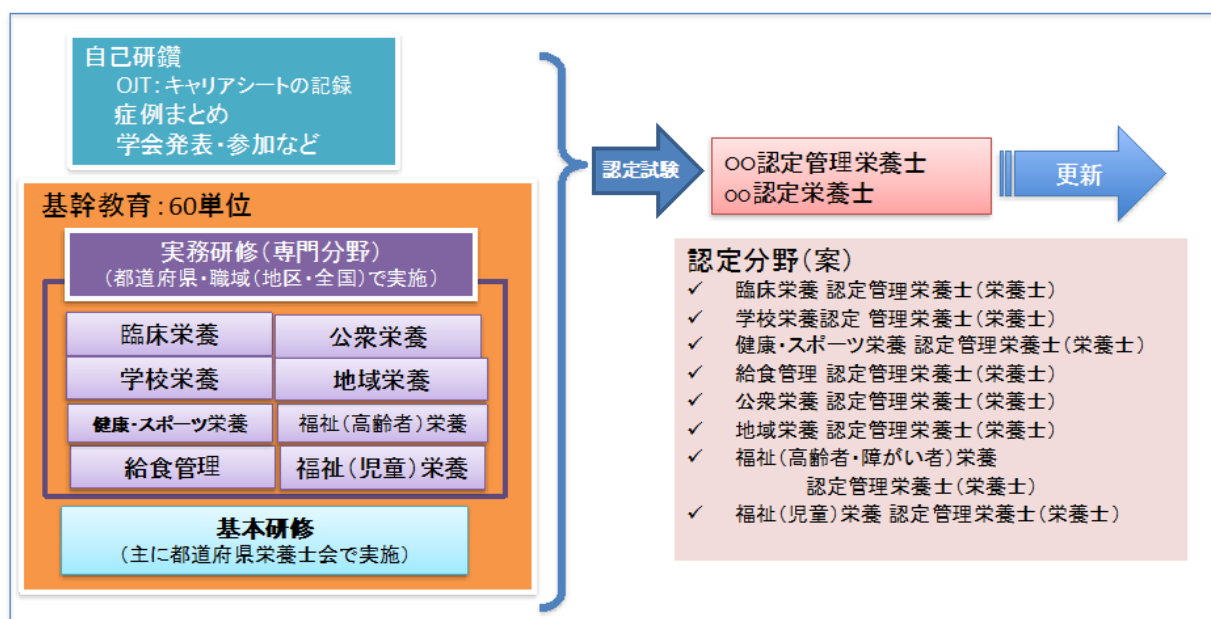 自己研鑽
OJT：キャリアシートの記録
症例まとめ
学会発表・参加など
基幹教育：60単位
実務研修（専門分野）
（都道府県・職域（地区・全国）で実施）
臨床栄養
公衆栄養
学校栄養
地域栄養
健康・スポーツ栄養
福祉（高齢者）栄養
給食管理
福祉（児童）栄養
基本研修
（主に都道府県栄養士会で実施）
認定試験
○○認定管理栄養士
○○認定栄養士
更新
認定分野（案）
✓ 臨床栄養 認定管理栄養士（栄養士）
✓ 学校栄養認定 管理栄養士（栄養士）
✓ 健康・スポーツ栄養 認定管理栄養士（栄養士）
✓ 給食管理 認定管理栄養士（栄養士）
✓ 公衆栄養 認定管理栄養士（栄養士）
✓ 地域栄養 認定管理栄養士（栄養士）
✓ 福祉（高齢者・障がい者）栄養
認定管理栄養士（栄養士）
✓ 福祉（児童）栄養 認定管理栄養士（栄養士）